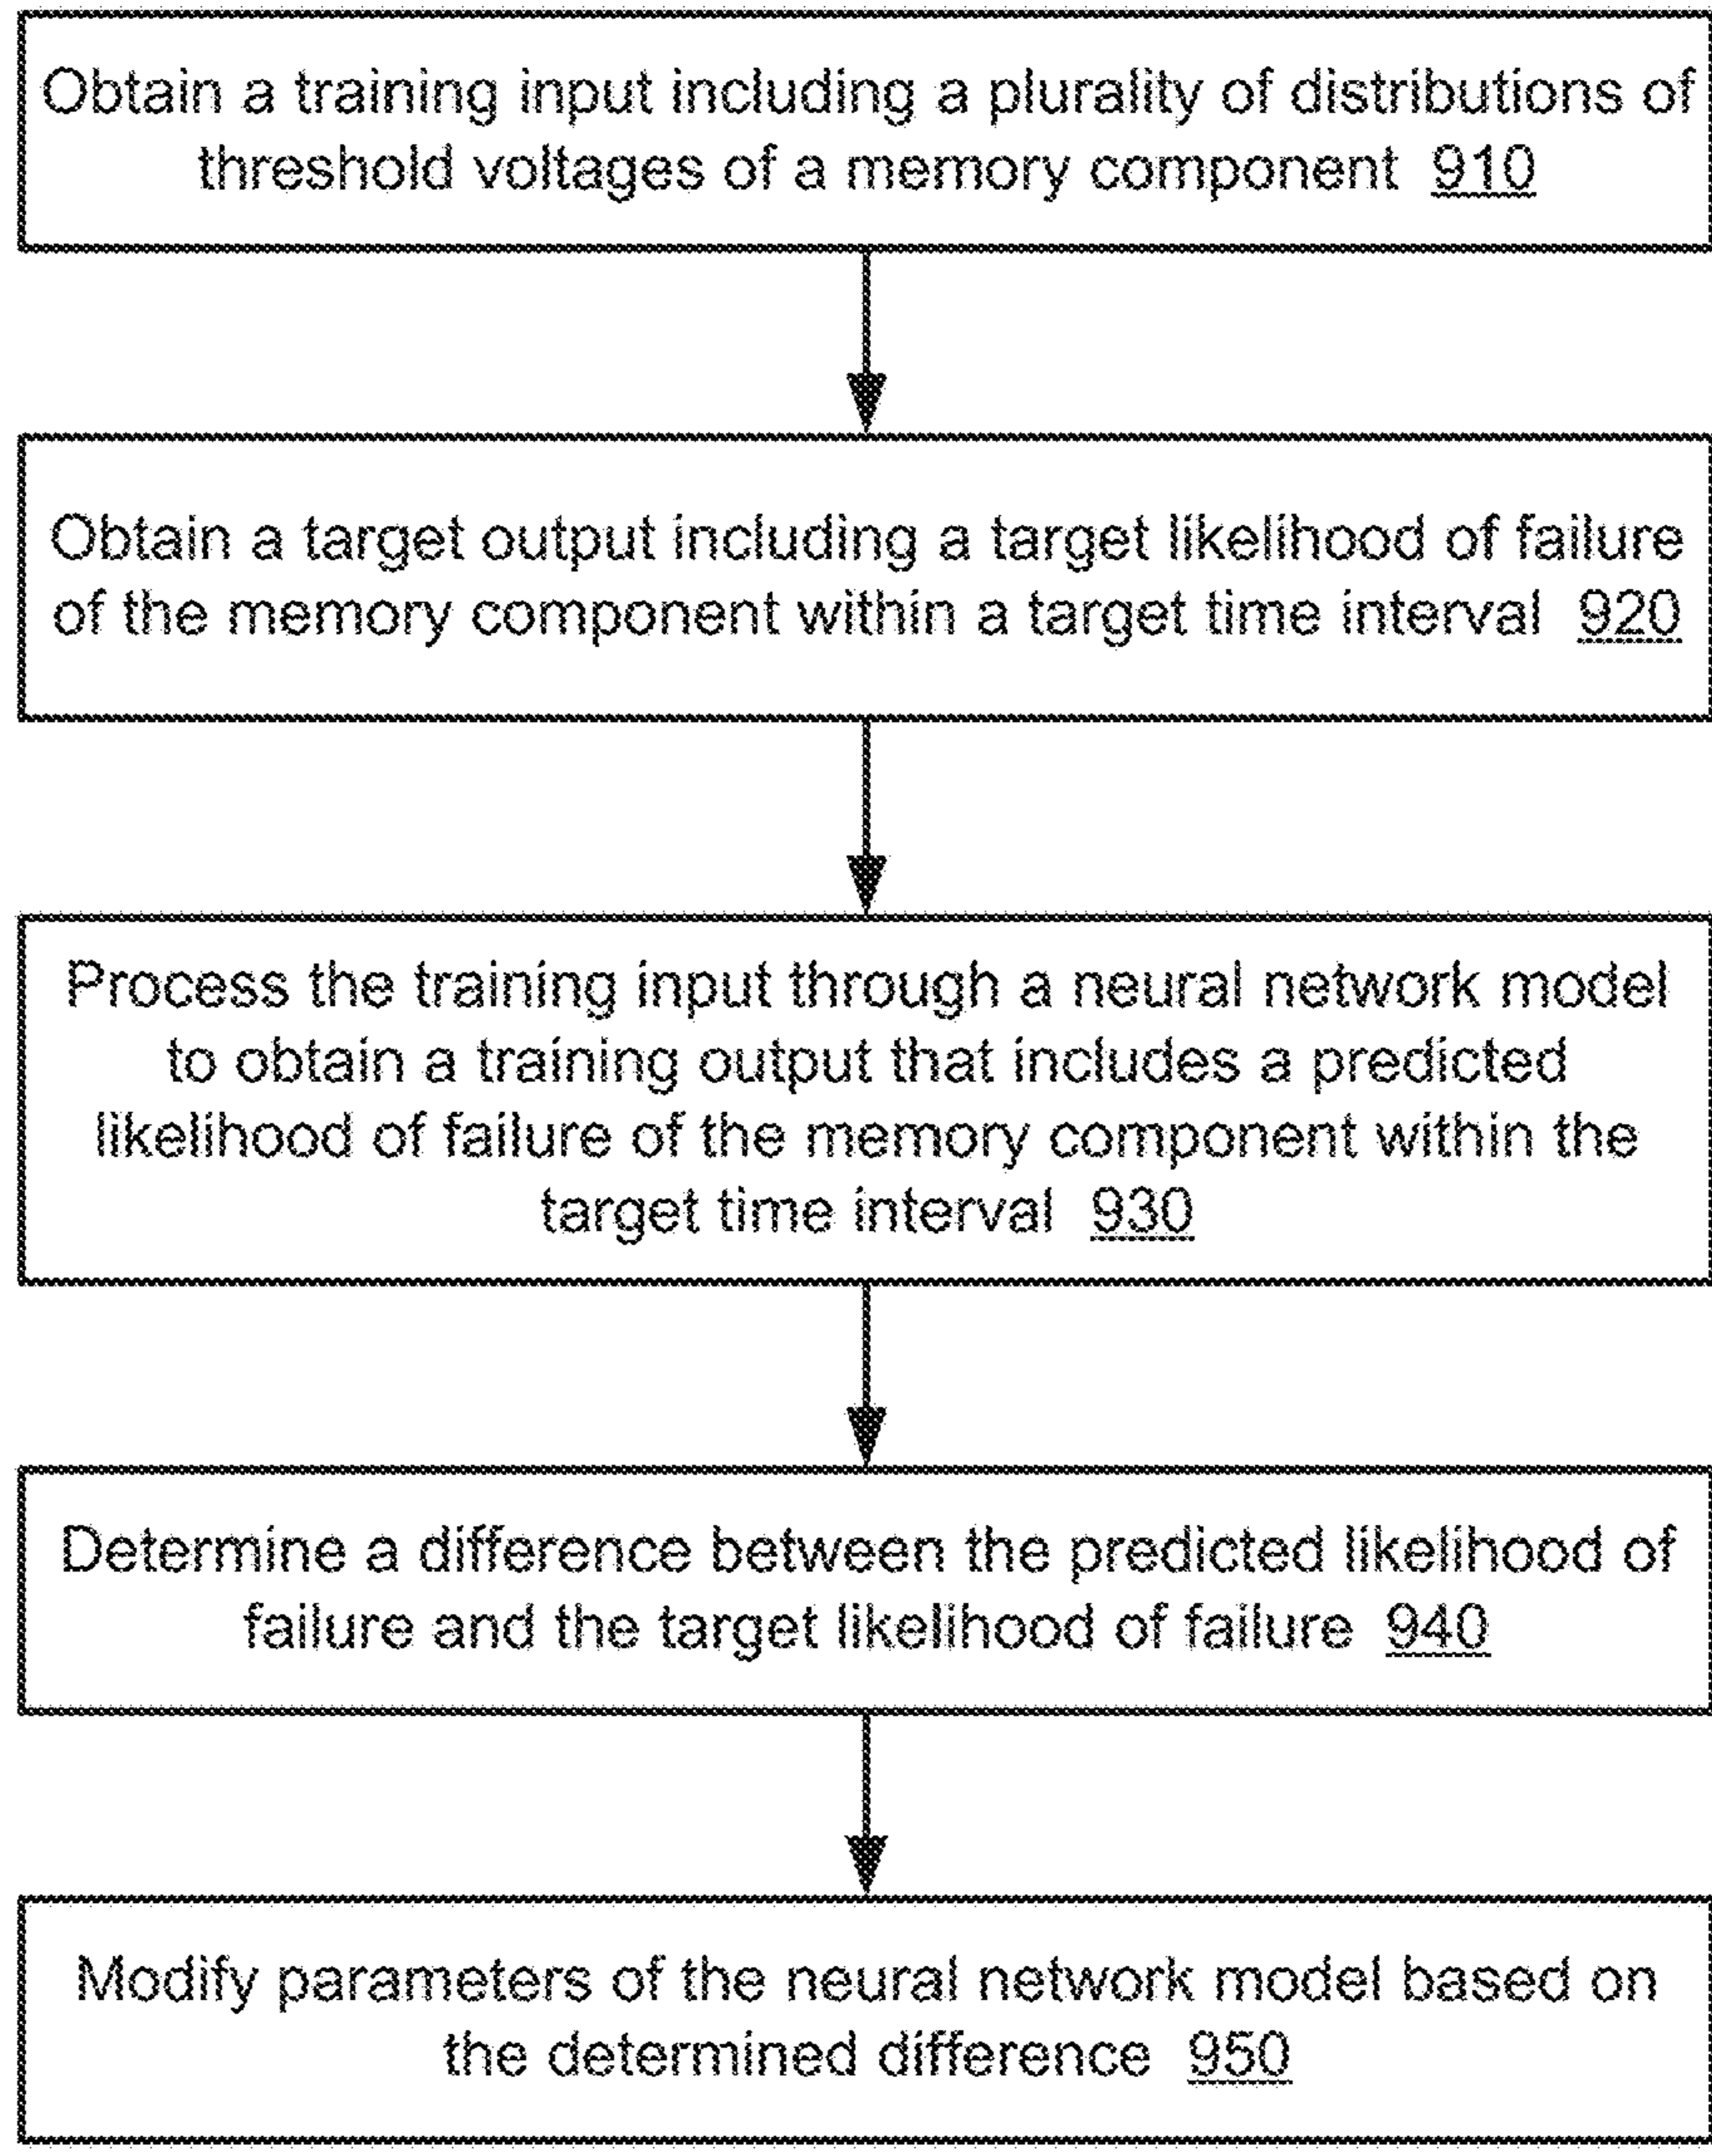 Obtain a training input including a plurality of distributions of
threshold voltages of a memory component 910
Obtain a target output including a target likelihood of failure
of the memory component within a target time interval 920
Process the training input through a neural network model
to obtain a training output that includes a predicted
likelihood of failure of the memory component within the
target time interval 930
Determine a difference between the predicted likelihood of
failure and the target likelihood of failure 940
Modify parameters of the neural network model based on
the determined difference 950